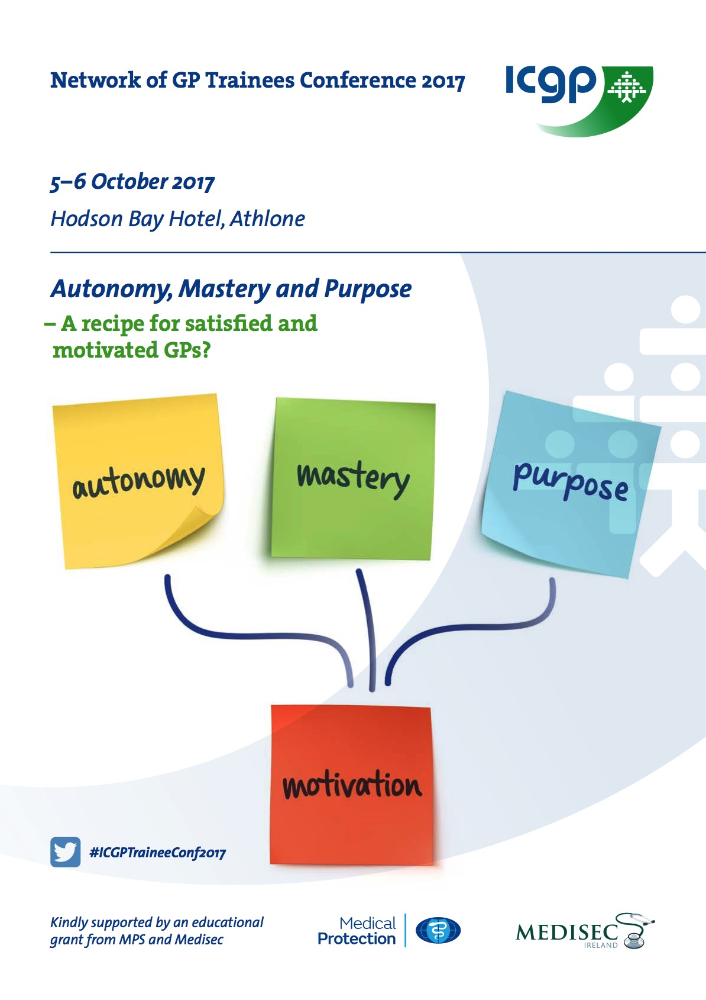 Network of GP Trainees Conference 2017
Icgp
5–6 October 2017
Hodson Bay Hotel, Athlone
Autonomy, Mastery and Purpose
– A recipe for satisfied and
motivated GPs?
autonomy
mastery
purpose
motivation
#ICGPTraineeConf2017
Kindly supported by an educational
grant from MPS and Medisec
Medical
Protection
MEDISEC
IRELAND